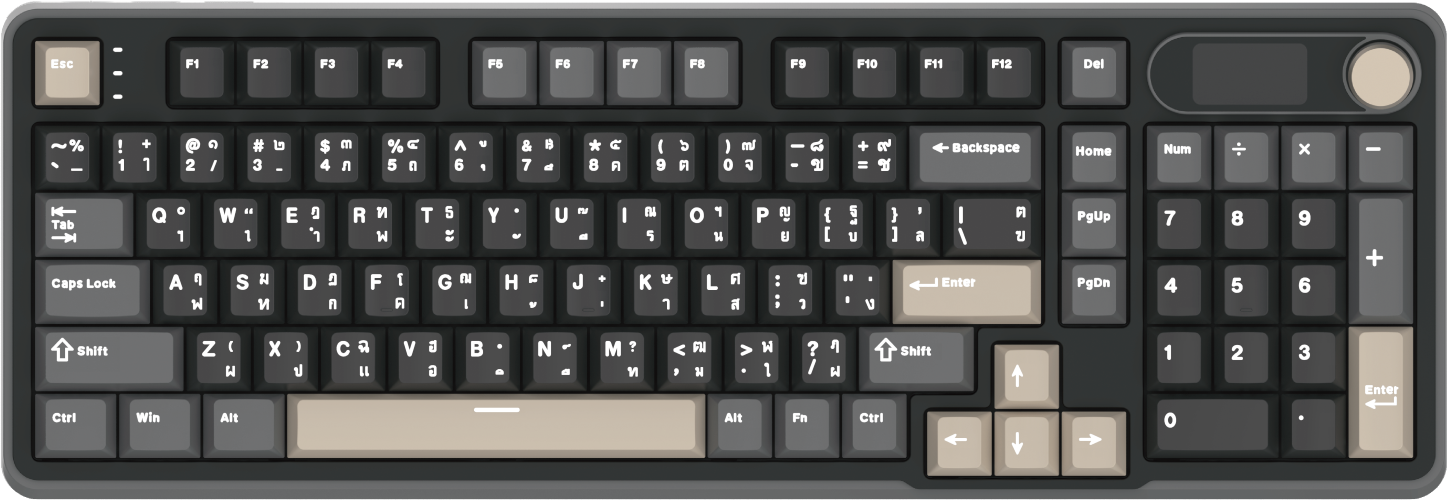 Esc F1 F2 F3 F4 F5 F6 F7 F8 F9 F10 F11 F12 Del
~ % ! + @ ๑ # ๒ $ ๓ % ๔ ^ ู & ฿ * ๕ ( ๖ ) ๗ - ๘ + ๙ ← Backspace Home Num ÷ × −
` _ 1 ๅ 2 / 3 - 4 ภ 5 ถ 6 ุ 7 ึ 8 ค 9 ต 0 จ - ข = ช
Tab Q ๐ W “ E ฎ R ฑ T ธ Y ํ U ๊ I ณ O ฯ P ญ { ฐ } , | ฅ PgUp 7 8 9 +
ๆ ไ ำ พ ะ ั ี ร น [ บ ] ล \ ฃ
ย
Caps Lock A ฤ S ฆ D ฏ F โ G ฌ H ็ J ๋ K ษ L ศ : ซ " . ↵ Enter PgDn 4 5 6
ฟ ห ก ด เ ้ ่ า ส ; ว ' ง
⇧ Shift Z ( X ) C ฉ V ฮ B ฺ N ์ M ? < ฒ > ฬ ? ฦ ⇧ Shift ↑ 1 2 3 Enter
ผ ป แ อ ิ ื ท , ม . ใ / ฝ
Ctrl Win Alt Alt Fn Ctrl ← ↓ → 0 .